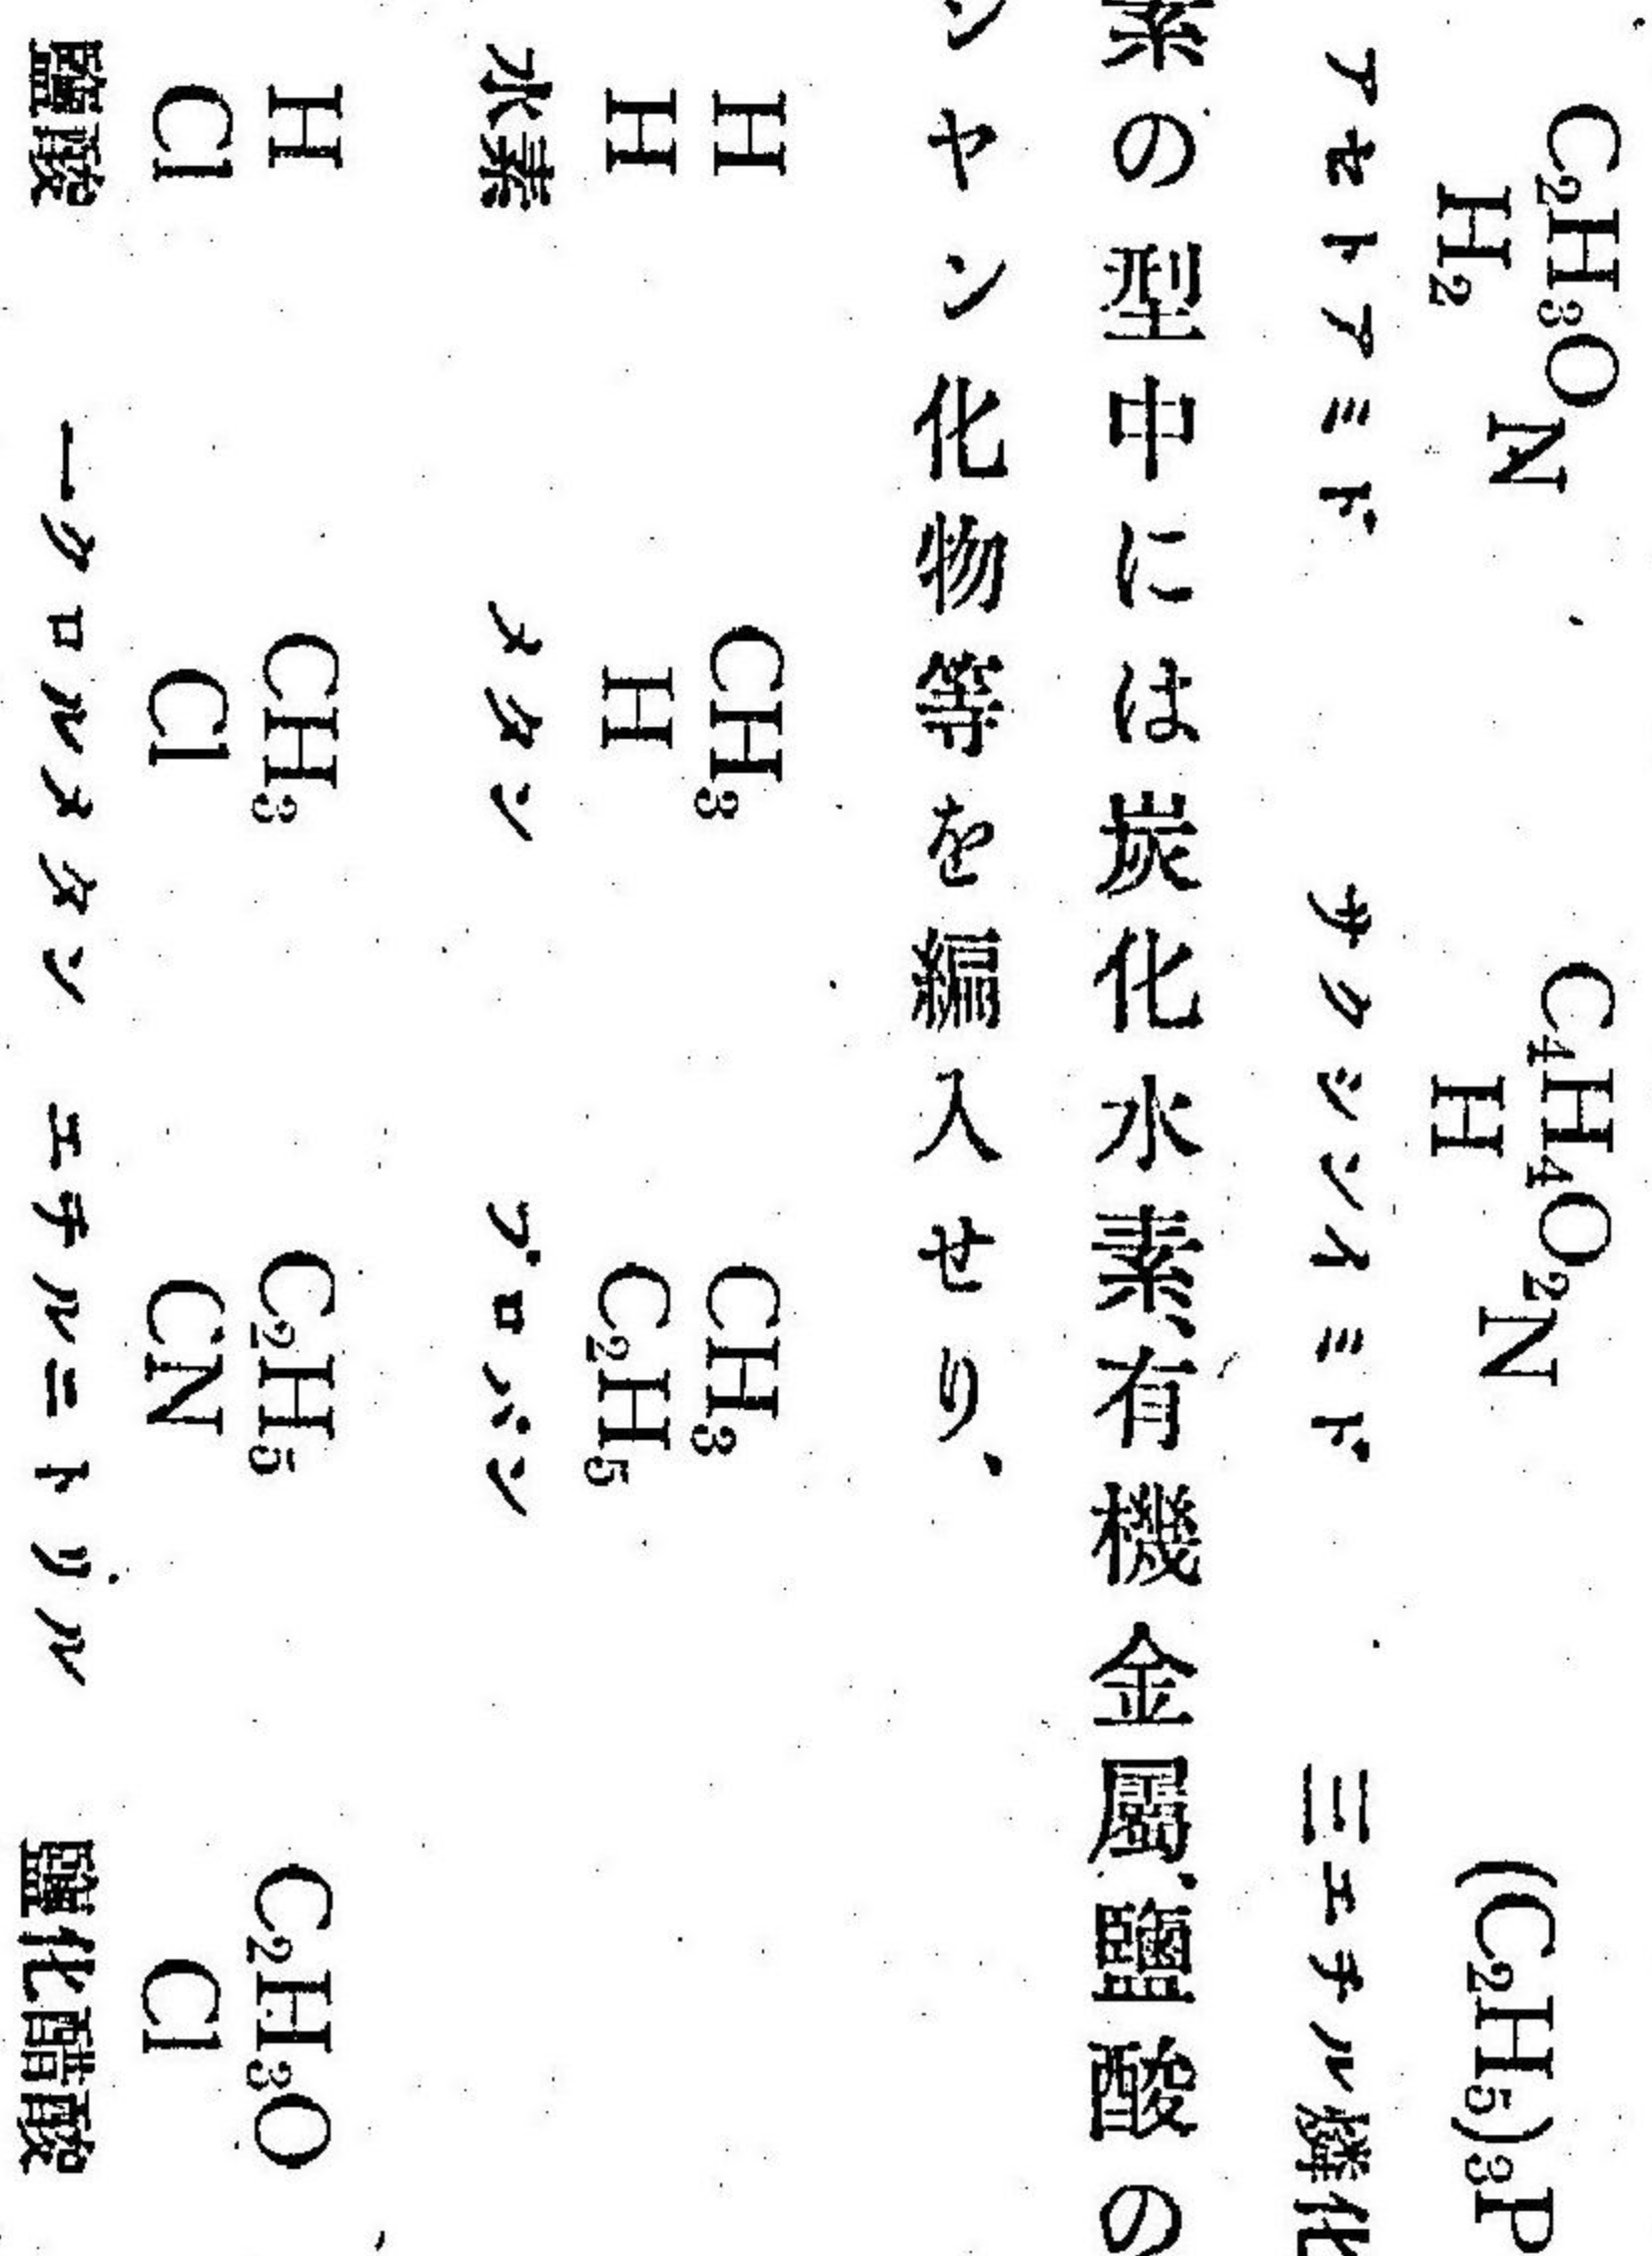 C₂H₃O
H₂ N
C₄H₄O₂
H N
(C₂H₅)₃P
アセトアミド サクシンイミド 三エチル燐化
素の型中には炭化水素、有機金屬、鹽酸の
ンヤン化物等を編入せり、
H CH₃ CH₃
H H C₂H₅
水素 メタン プロパン
H CH₃ C₂H₅ C₂H₃O
Cl Cl CN Cl
鹽酸 一クロルメタン エチルニトリル 鹽化醋酸